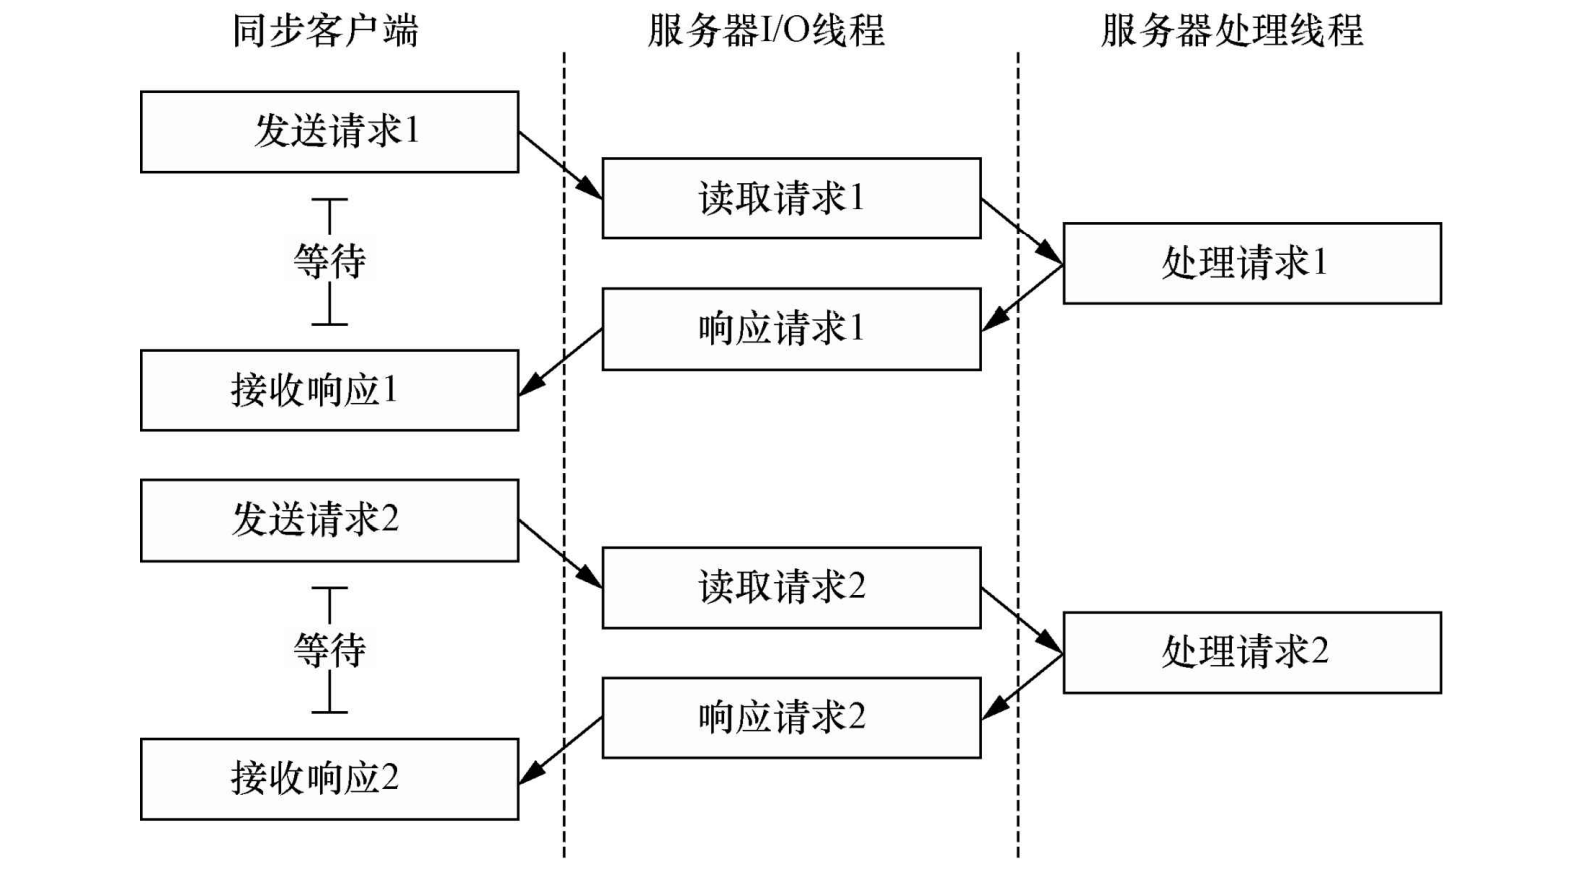 同步客户端
服务器I/O线程
服务器处理线程
发送请求1
读取请求1
等待
处理请求1
响应请求1
接收响应1
发送请求2
读取请求2
等待
处理请求2
响应请求2
接收响应2